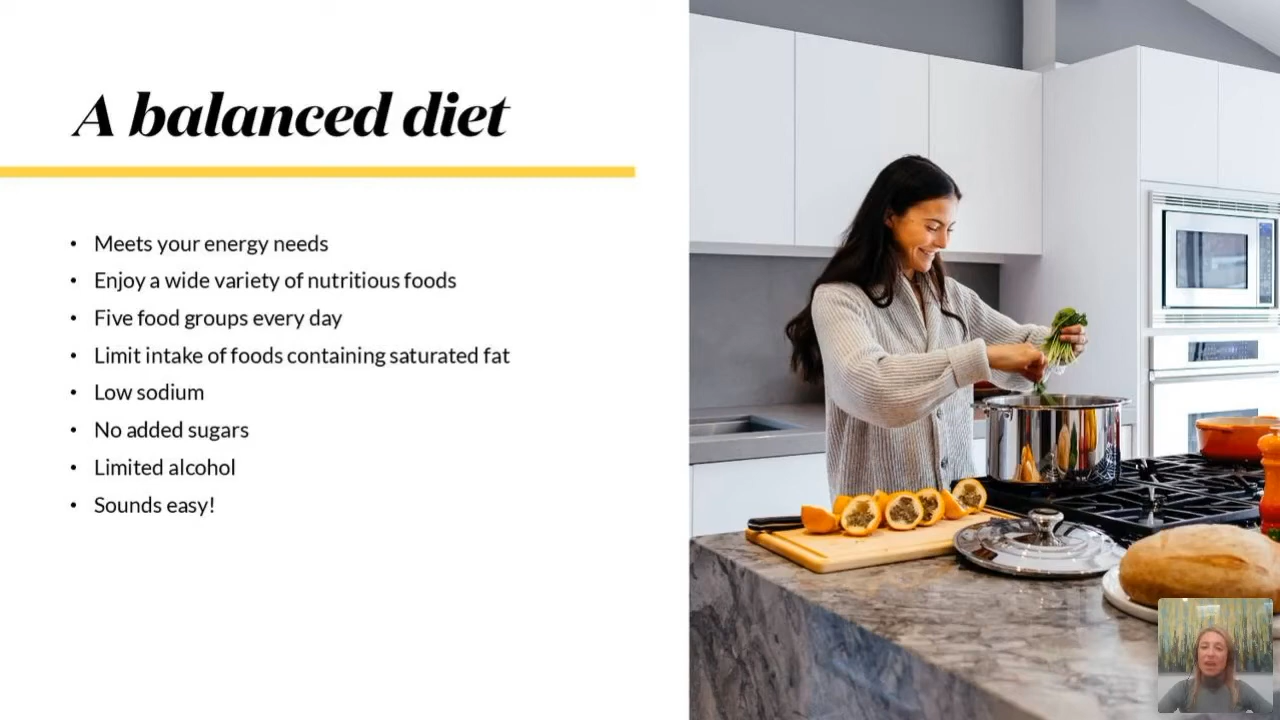 A balanced diet
• Meets your energy needs
• Enjoy a wide variety of nutritious foods
• Five food groups every day
• Limit intake of foods containing saturated fat
• Low sodium
• No added sugars
• Limited alcohol
• Sounds easy!